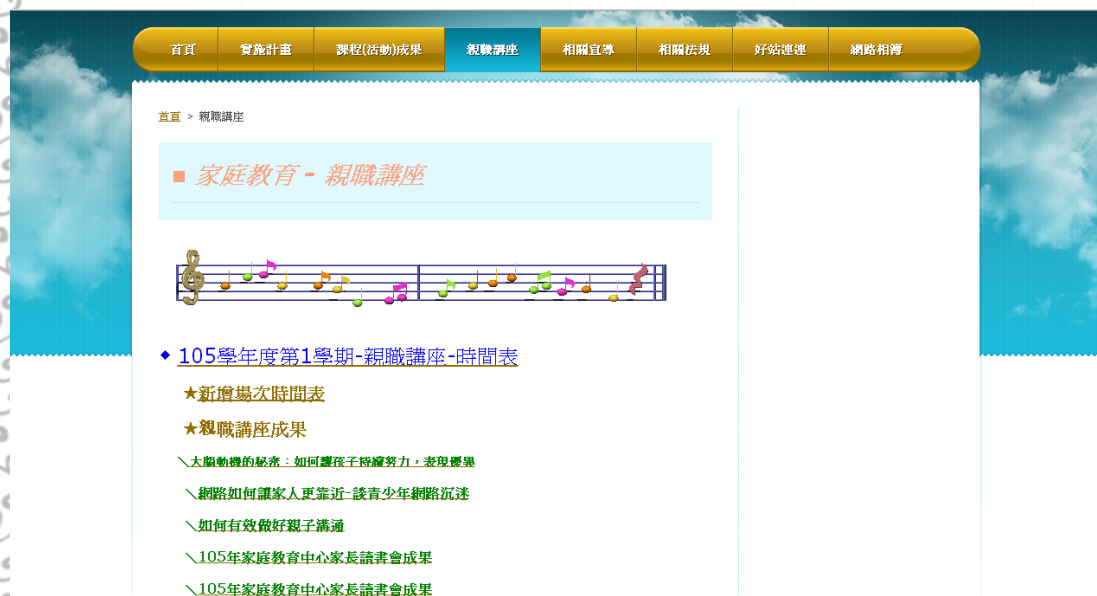 首頁 實施計畫 課程(活動)成果 親職講座 相關宣導 相關法規 好站連連 網路相簿
首頁 > 親職講座
■ 家庭教育 - 親職講座
◆ 105學年度第1學期-親職講座-時間表
★新增場次時間表
★親職講座成果
＼大腦動機的秘密：如何讓孩子持續努力，表現優異
＼網路如何讓家人更靠近-談青少年網路沉迷
＼如何有效做好親子溝通
＼105年家庭教育中心家長讀書會成果
＼105年家庭教育中心家長讀書會成果